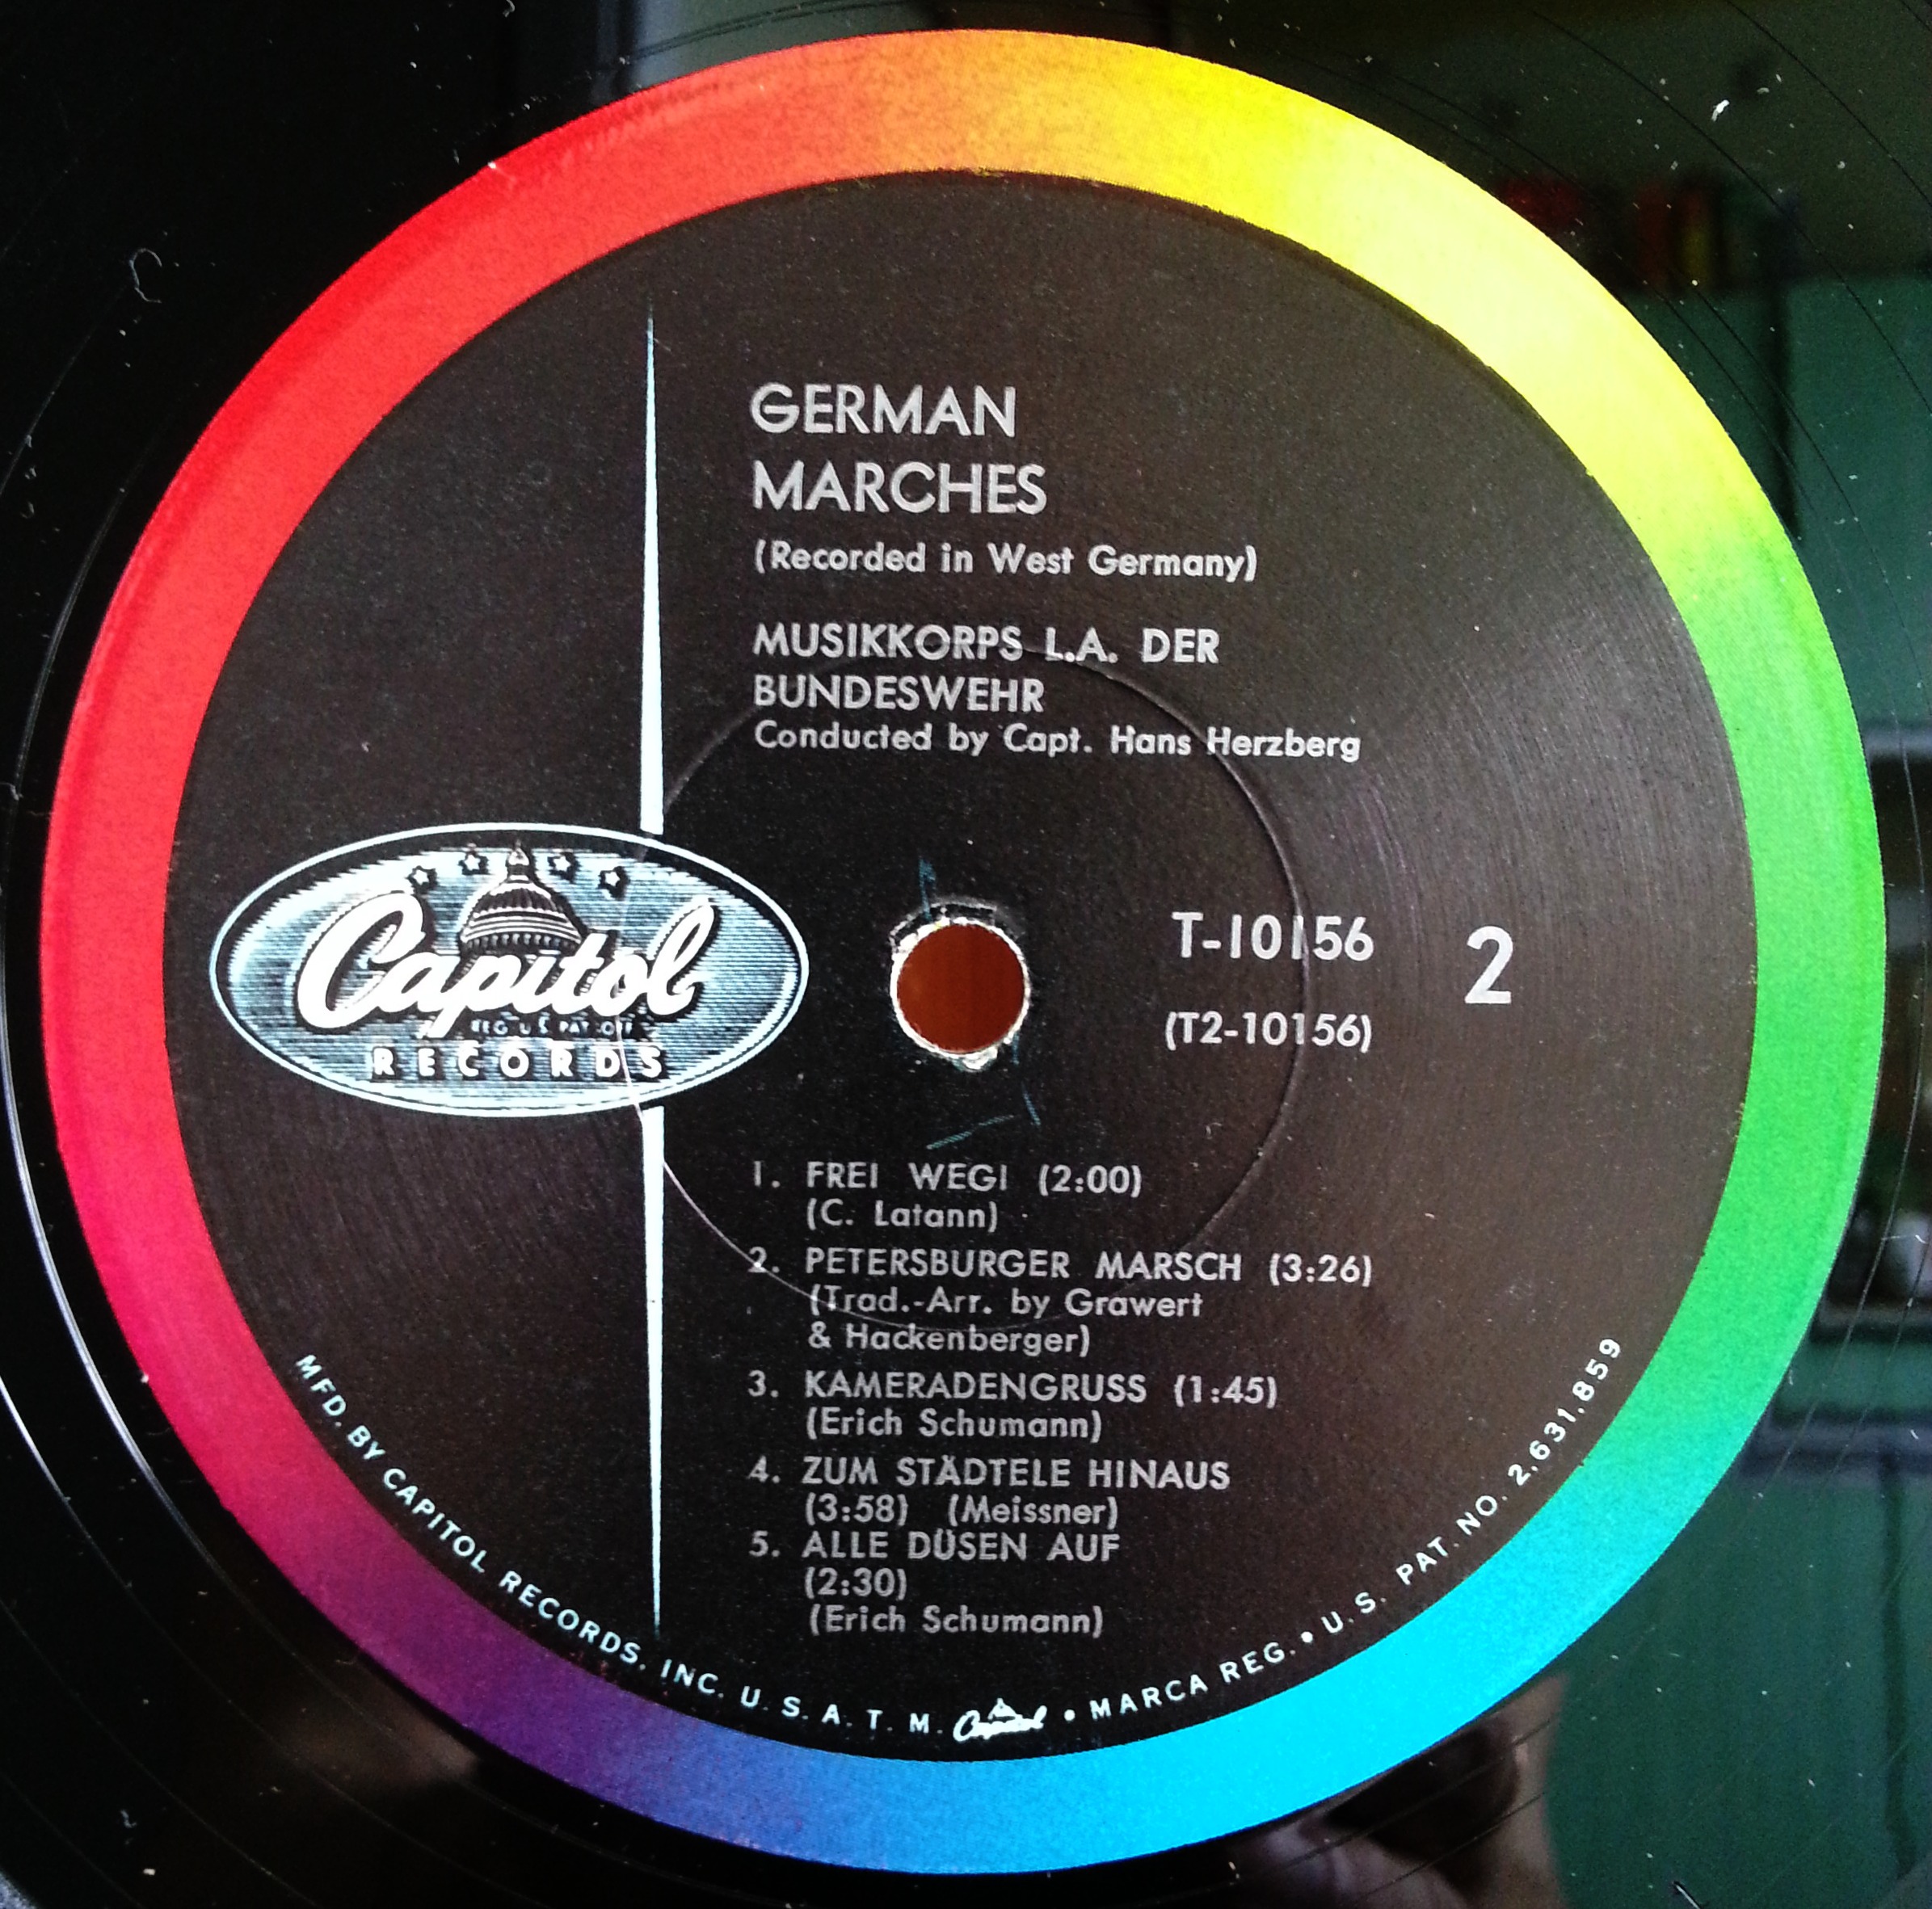 GERMAN
MARCHES
(Recorded in West Germany)
MUSIKKORPS L.A. DER
BUNDESWEHR
Conducted by Capt. Hans Herzberg
Capitol
REG U.S. PAT. OFF.
RECORDS
T-10156
2
(T2-10156)
1. FREI WEG! (2:00)
(C. Latann)
2. PETERSBURGER MARSCH (3:26)
(Trad.-Arr. by Grawert
& Hackenberger)
3. KAMERADENGRUSS (1:45)
(Erich Schumann)
4. ZUM STÄDTELE HINAUS
(3:58) (Meissner)
5. ALLE DÜSEN AUF
(2:30)
(Erich Schumann)
MFD. BY CAPITOL RECORDS, INC. U. S. A. T. M. Capitol • MARCA REG. • U. S. PAT. NO. 2,631,859